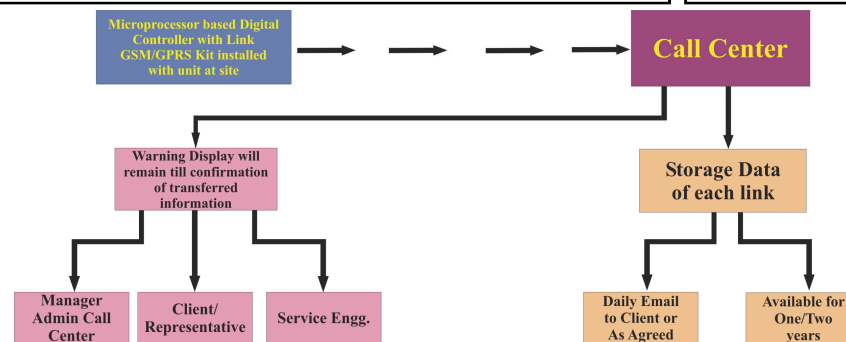 Microprocessor based Digital
Controller with Link
GSM/GPRS Kit installed
with unit at site
Call Center
Warning Display will
remain till confirmation
of transferred
information
Storage Data
of each link
Manager
Admin Call
Center
Client/
Representative
Service Engg.
Daily Email
to Client or
As Agreed
Available for
One/Two
years